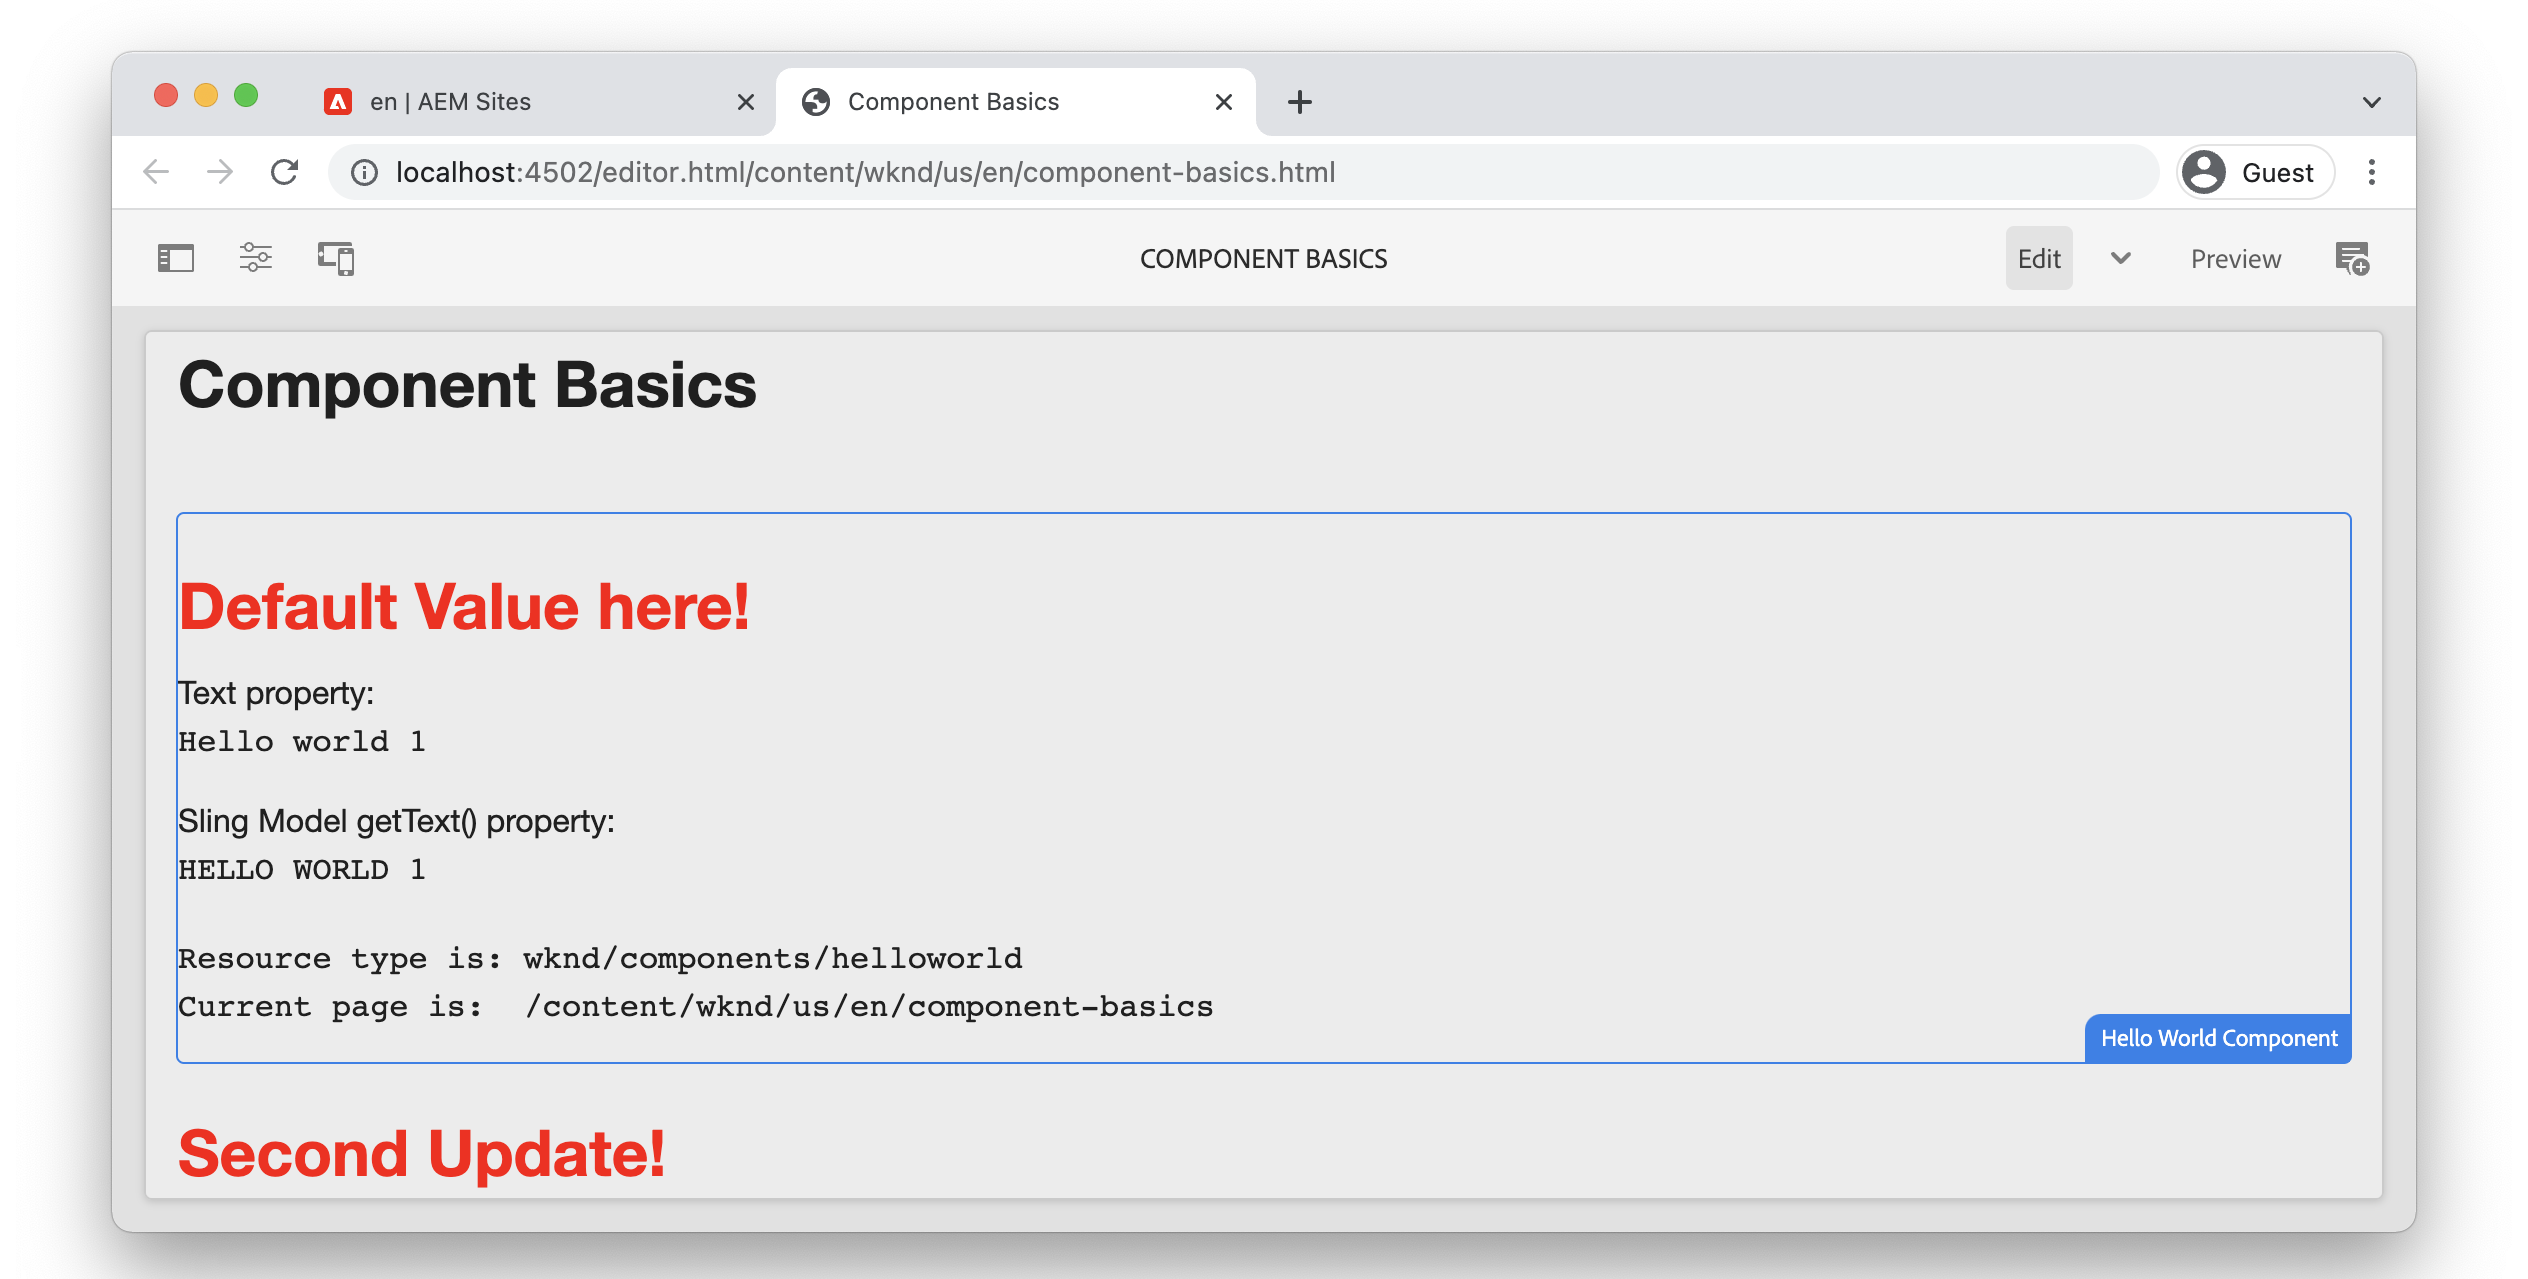 en | AEM Sites
Component Basics
localhost:4502/editor.html/content/wknd/us/en/component-basics.html
Guest
COMPONENT BASICS
Edit
Preview
Component Basics
Default Value here!
Text property:
Hello world 1
Sling Model getText() property:
HELLO WORLD 1
Resource type is: wknd/components/helloworld
Current page is:  /content/wknd/us/en/component-basics
Hello World Component
Second Update!